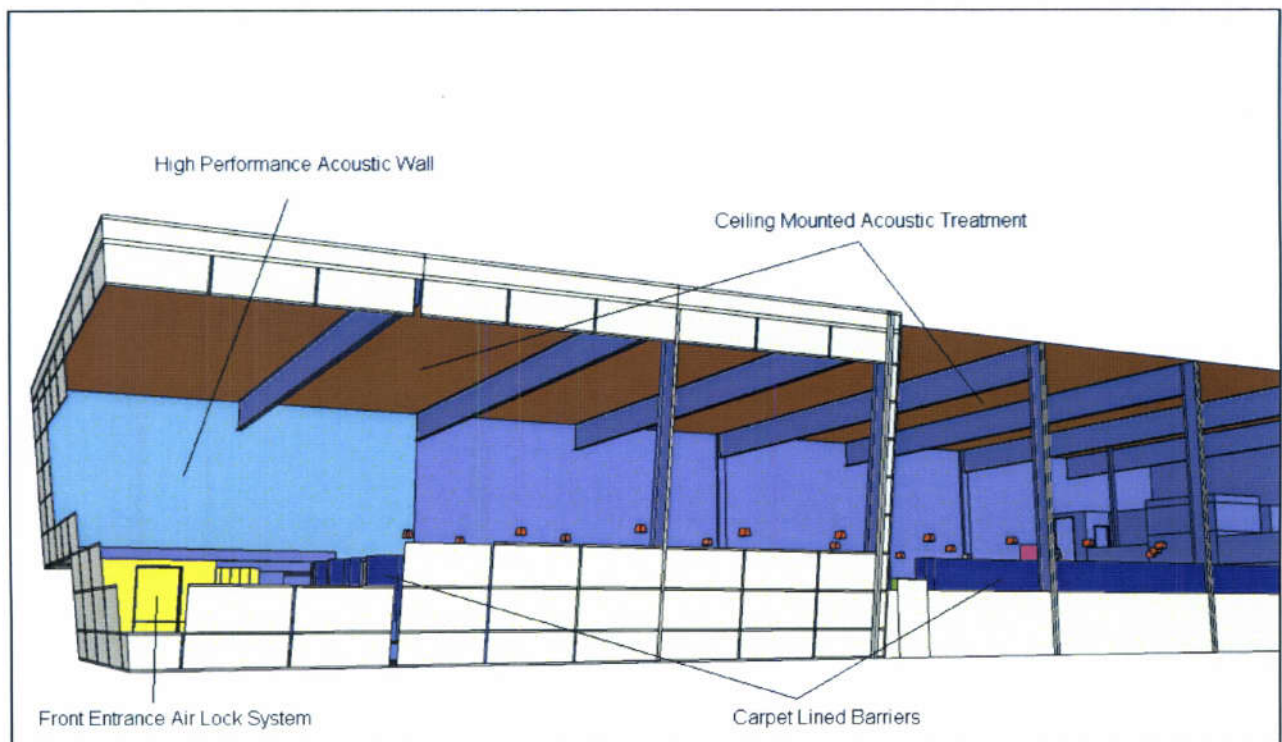 High Performance Acoustic Wall
Ceiling Mounted Acoustic Treatment
Front Entrance Air Lock System
Carpet Lined Barriers